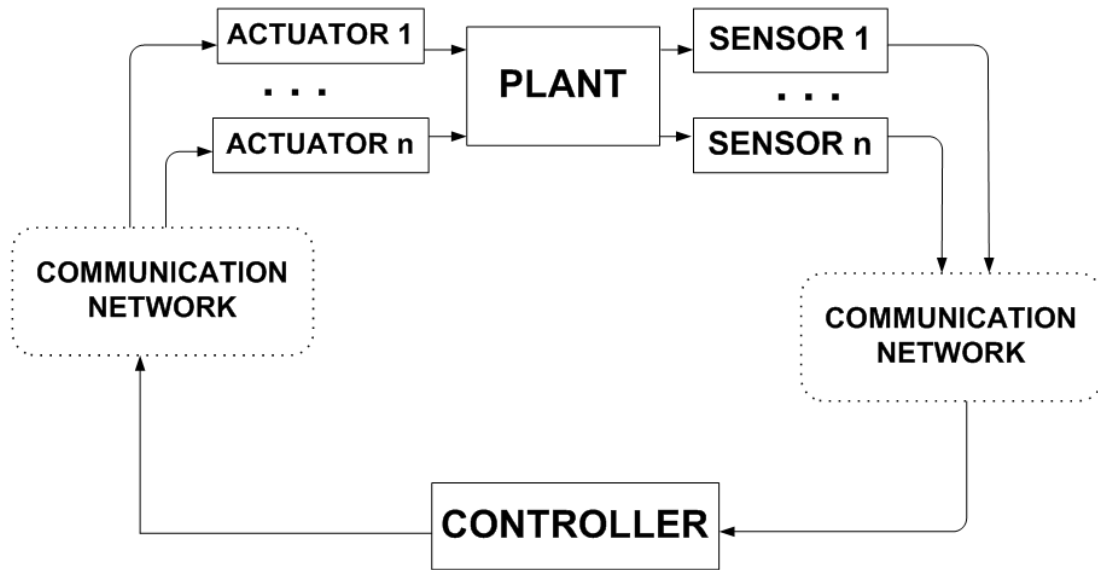 ACTUATOR 1
. . .
ACTUATOR n
PLANT
SENSOR 1
. . .
SENSOR n
COMMUNICATION
NETWORK
COMMUNICATION
NETWORK
CONTROLLER